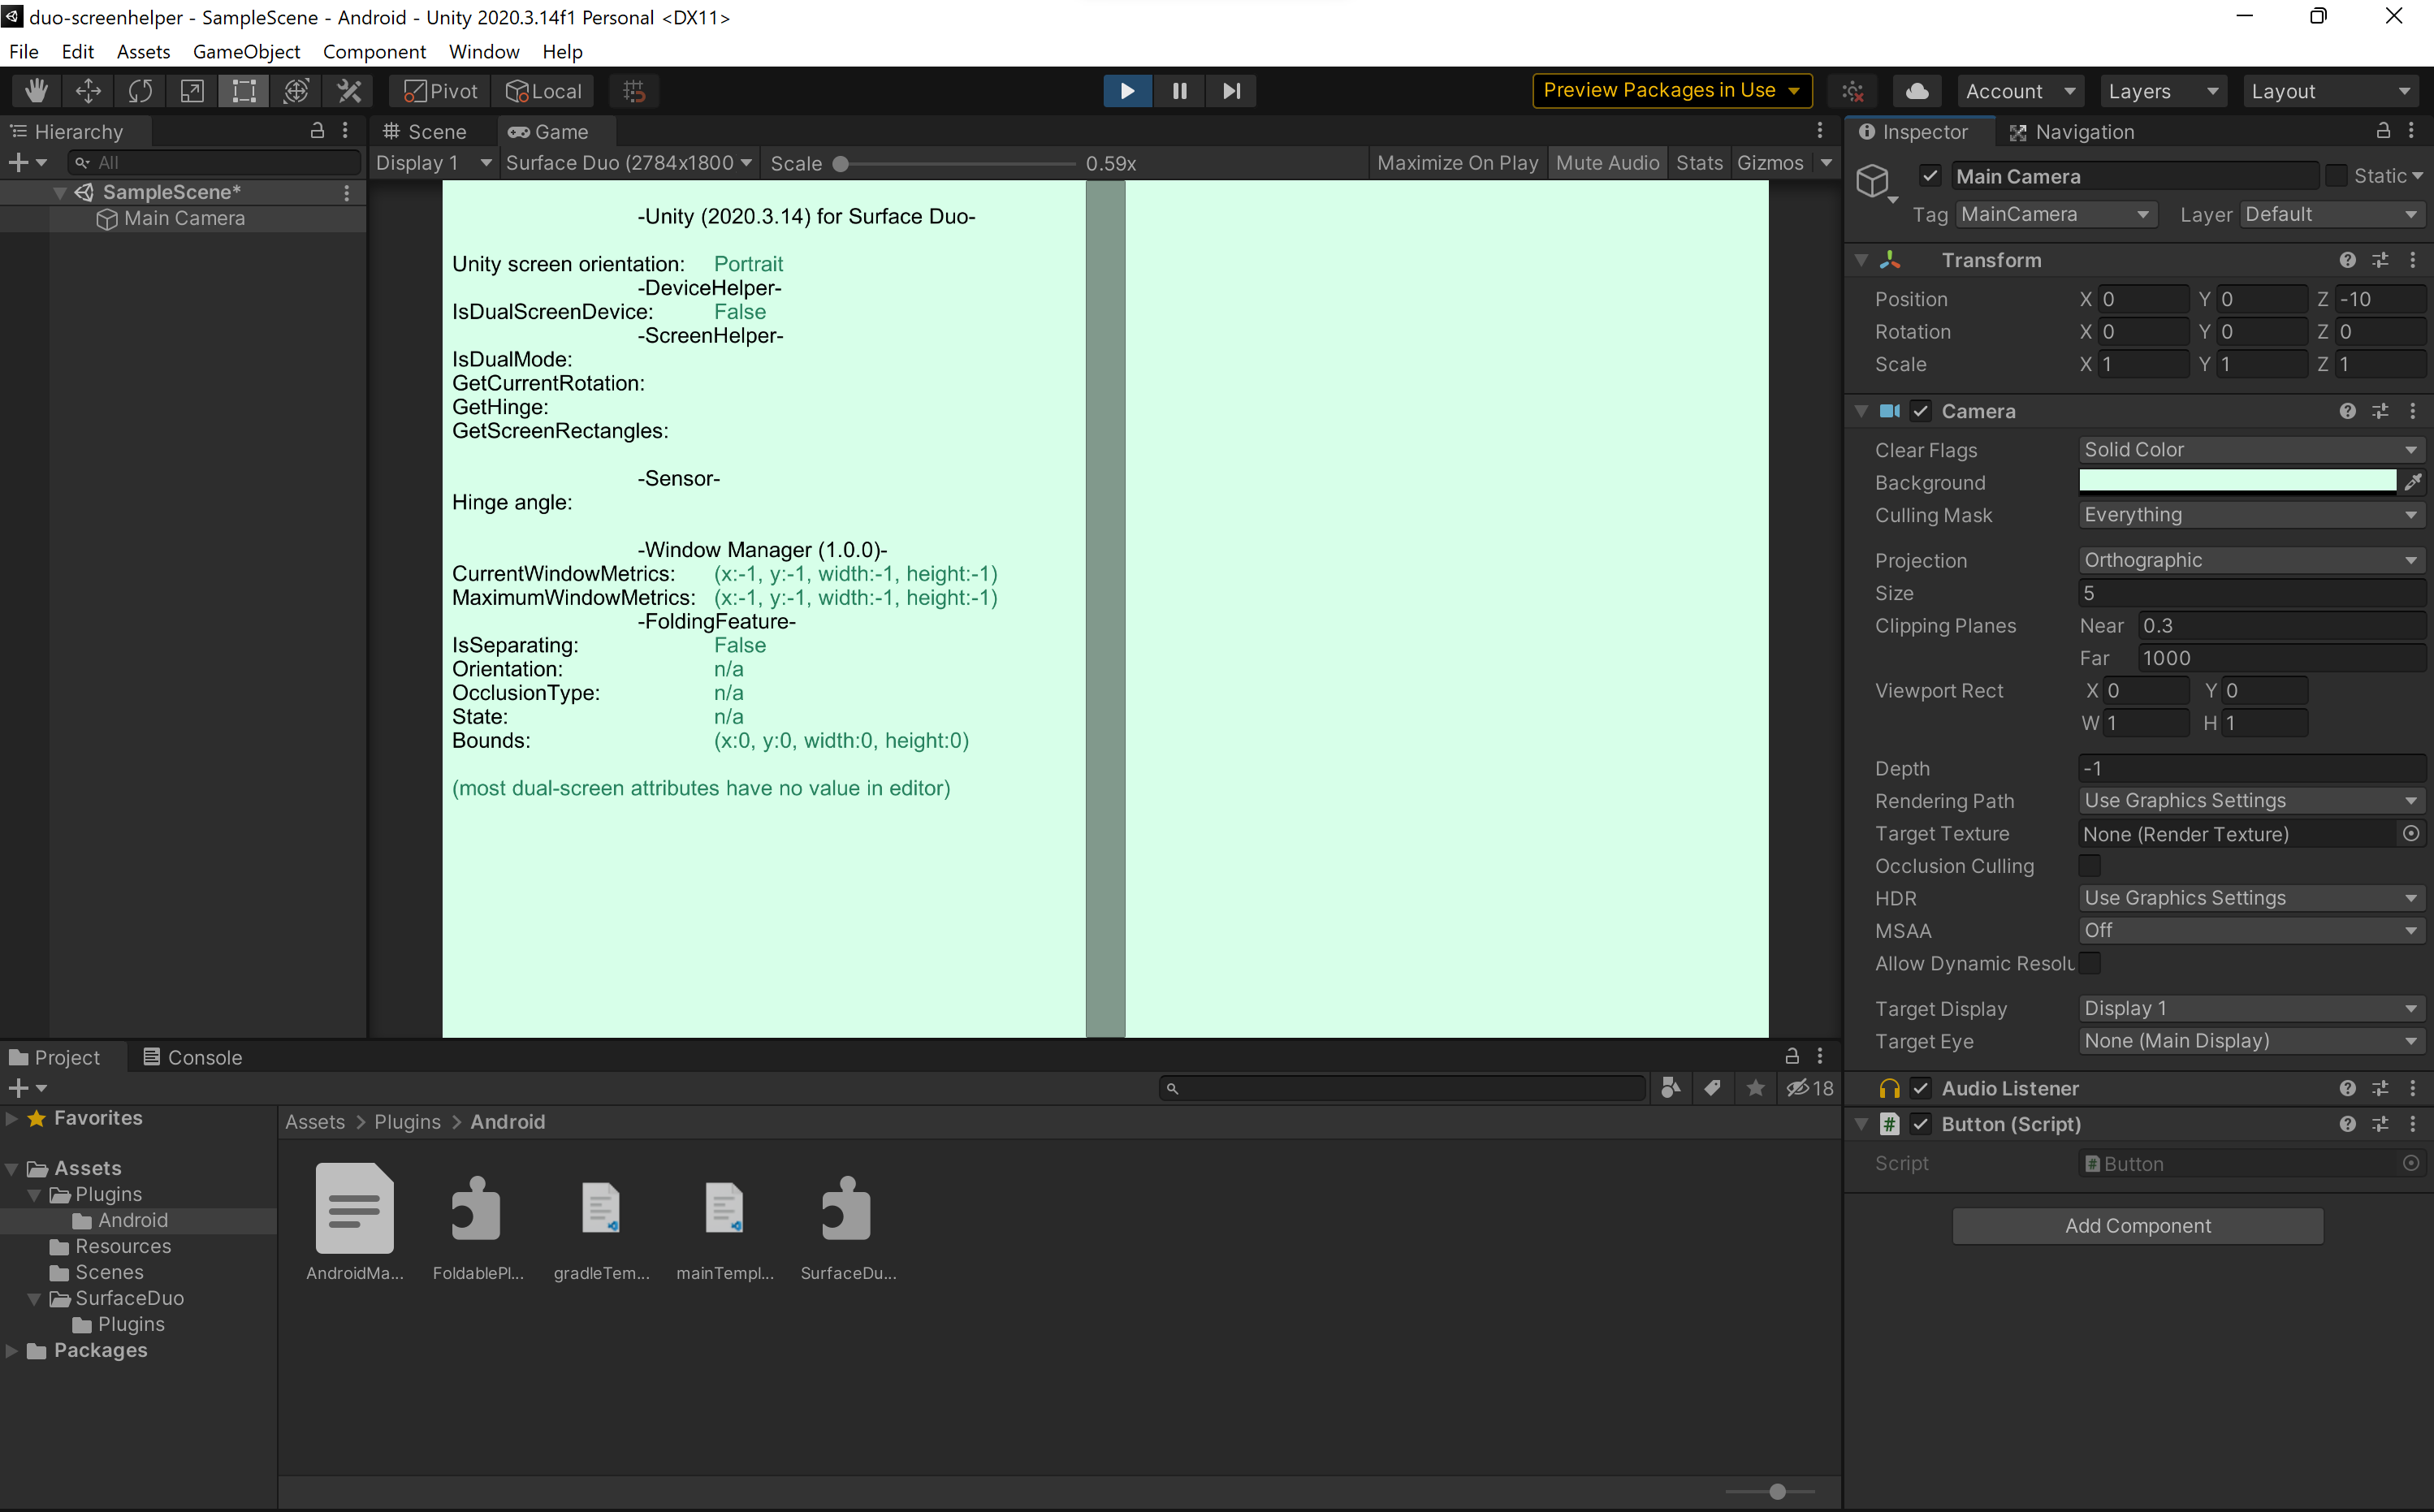 duo-screenhelper - SampleScene - Android - Unity 2020.3.14f1 Personal <DX11>
File Edit Assets GameObject Component Window Help
Pivot Local Preview Packages in Use Account Layers Layout
Hierarchy
All
SampleScene*
Main Camera
Scene Game
Display 1 Surface Duo (2784x1800 Scale 0.59x Maximize On Play Mute Audio Stats Gizmos
-Unity (2020.3.14) for Surface Duo-
Unity screen orientation: Portrait
-DeviceHelper-
IsDualScreenDevice: False
-ScreenHelper-
IsDualMode:
GetCurrentRotation:
GetHinge:
GetScreenRectangles:
-Sensor-
Hinge angle:
-Window Manager (1.0.0)-
CurrentWindowMetrics: (x:-1, y:-1, width:-1, height:-1)
MaximumWindowMetrics: (x:-1, y:-1, width:-1, height:-1)
-FoldingFeature-
IsSeparating: False
Orientation: n/a
OcclusionType: n/a
State: n/a
Bounds: (x:0, y:0, width:0, height:0)
(most dual-screen attributes have no value in editor)
Inspector Navigation
Main Camera Static
Tag MainCamera Layer Default
Transform
Position X 0 Y 0 Z -10
Rotation X 0 Y 0 Z 0
Scale X 1 Y 1 Z 1
Camera
Clear Flags Solid Color
Background
Culling Mask Everything
Projection Orthographic
Size 5
Clipping Planes Near 0.3
Far 1000
Viewport Rect X 0 Y 0
W 1 H 1
Depth -1
Rendering Path Use Graphics Settings
Target Texture None (Render Texture)
Occlusion Culling
HDR Use Graphics Settings
MSAA Off
Allow Dynamic Resolu
Target Display Display 1
Target Eye None (Main Display)
Audio Listener
# Button (Script)
Script # Button
Add Component
Project Console
18
Favorites
Assets
Plugins
Android
Resources
Scenes
SurfaceDuo
Plugins
Packages
Assets > Plugins > Android
AndroidMa... FoldablePl... gradleTem... mainTempl... SurfaceDu...